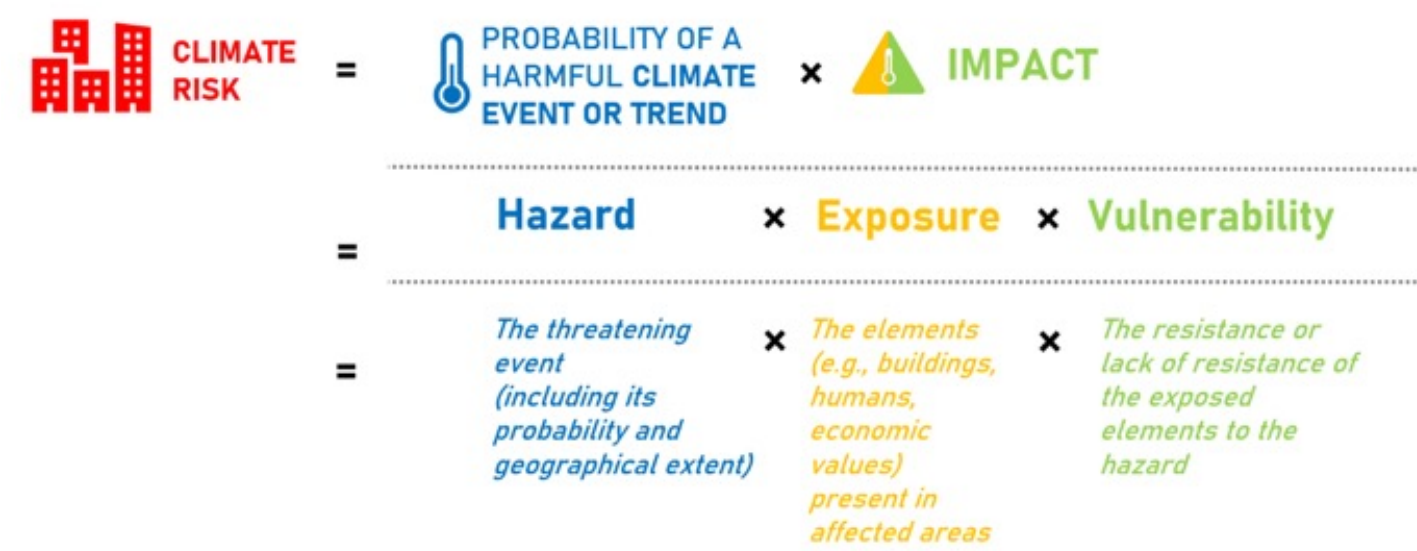 CLIMATE
RISK
=
PROBABILITY OF A
HARMFUL CLIMATE
EVENT OR TREND
×
IMPACT
=
Hazard × Exposure × Vulnerability
=
The threatening
event
(including its
probability and
geographical extent)
×
The elements
(e.g., buildings,
humans,
economic
values)
present in
affected areas
×
The resistance or
lack of resistance of
the exposed
elements to the
hazard